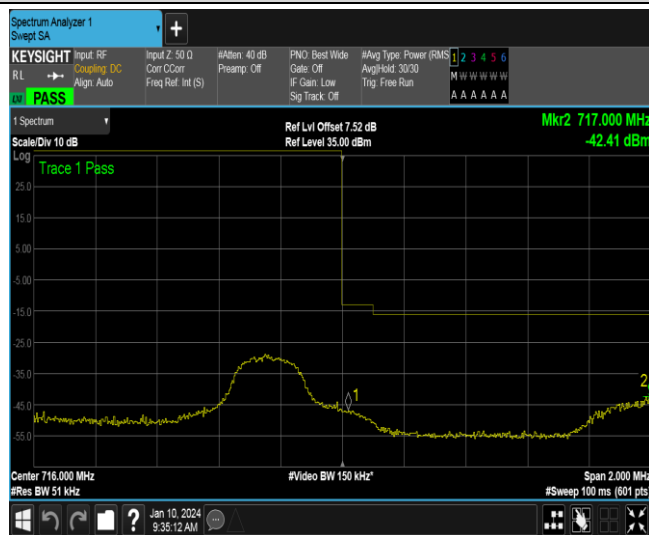 Spectrum Analyzer 1
Swept SA
+
KEYSIGHT
RL
PASS
Input: RF
Coupling: DC
Align: Auto
Input Z: 50 Ω
Corr CCorr
Freq Ref: Int (S)
#Atten: 40 dB
Preamp: Off
PNO: Best Wide
Gate: Off
IF Gain: Low
Sig Track: Off
#Avg Type: Power (RMS
Avg|Hold: 30/30
Trig: Free Run
1 2 3 4 5 6
M W W W W W
A A A A A A
1 Spectrum
Scale/Div 10 dB
Ref Lvl Offset 7.52 dB
Ref Level 35.00 dBm
Mkr2 717.000 MHz
-42.41 dBm
Log
Trace 1 Pass
25.0
15.0
5.00
-5.00
-15.0
-25.0
-35.0
-45.0
-55.0
1
2
Center 716.000 MHz
#Res BW 51 kHz
#Video BW 150 kHz*
Span 2.000 MHz
#Sweep 100 ms (601 pts)
?
Jan 10, 2024
9:35:12 AM